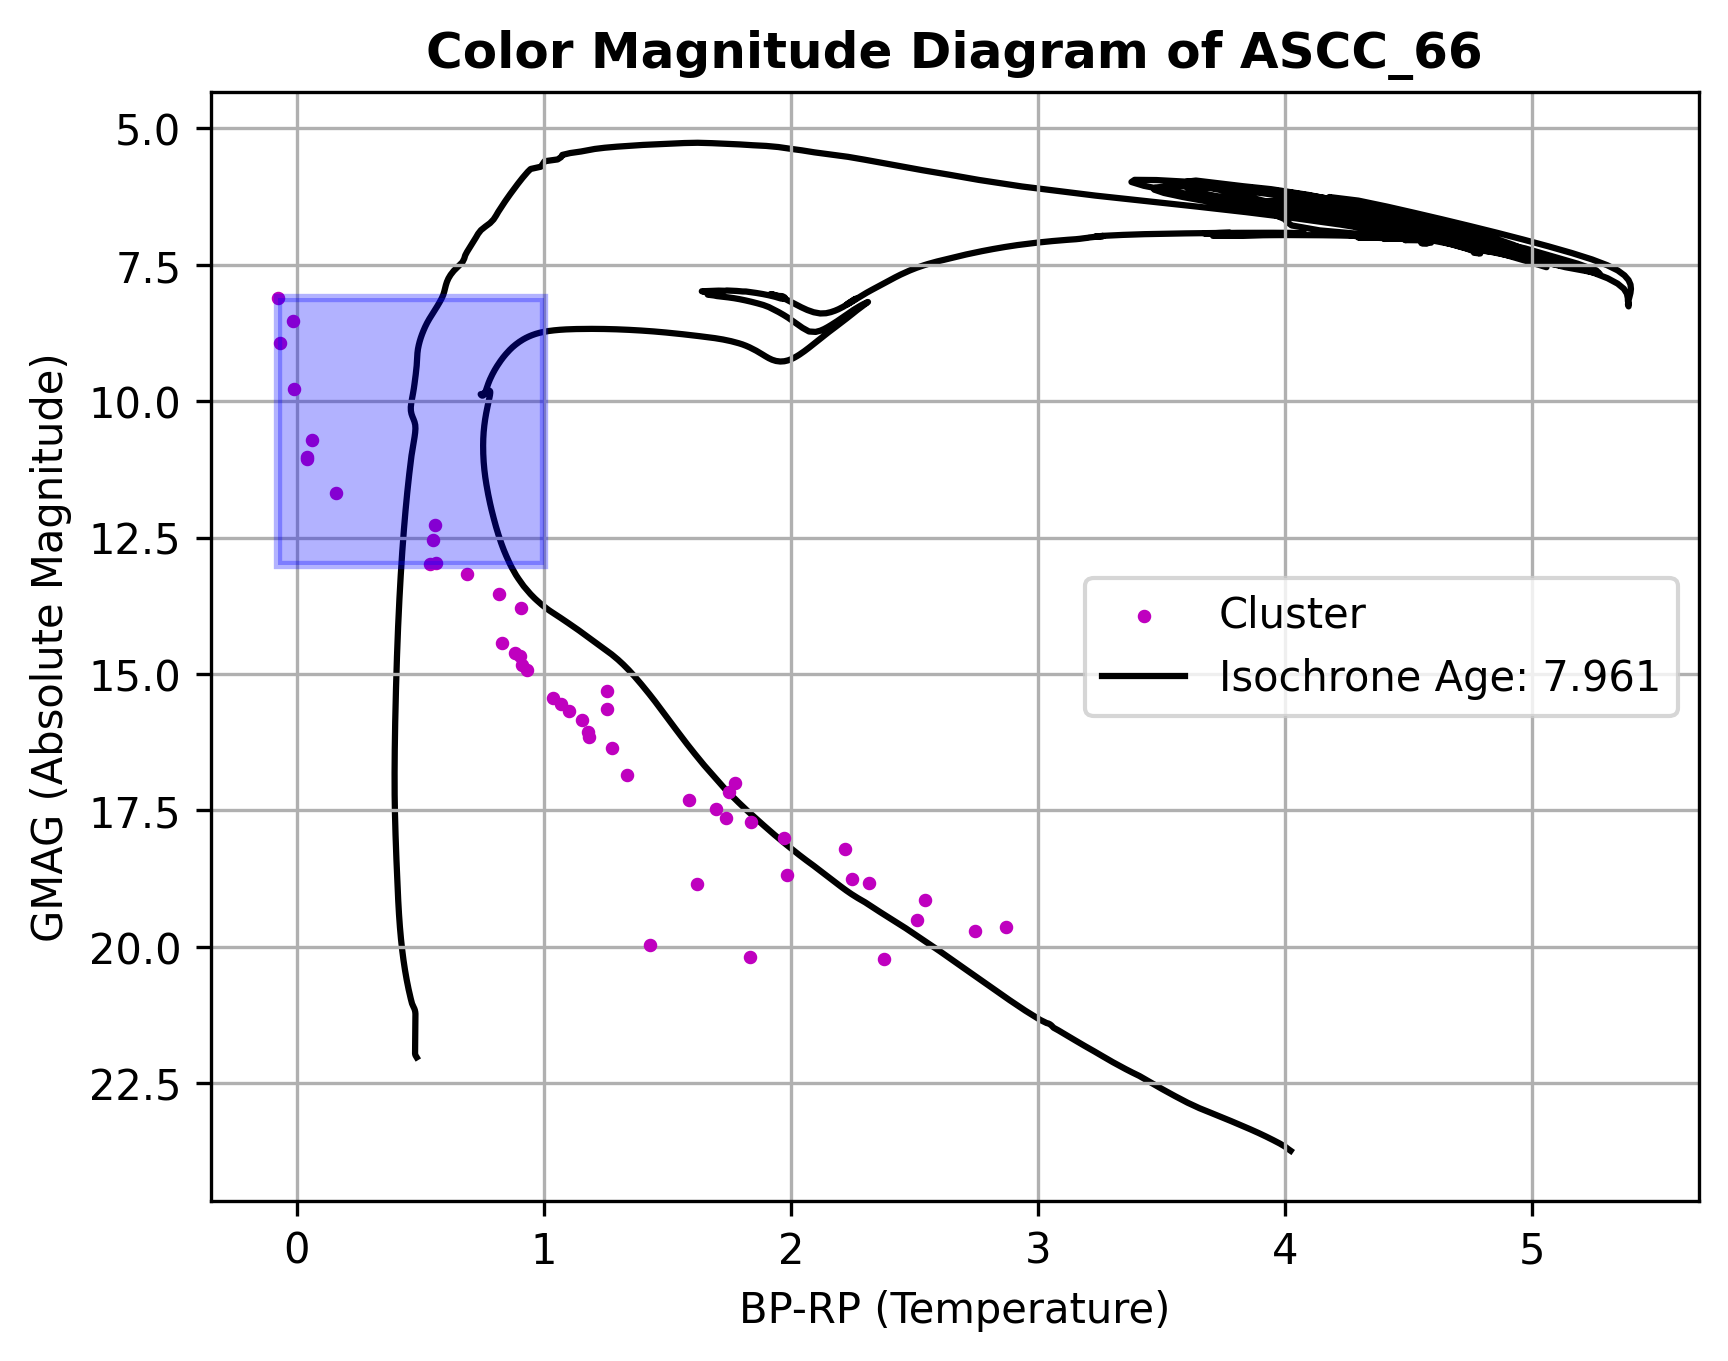 Color Magnitude Diagram of ASCC_66
GMAG (Absolute Magnitude)
5.0
7.5
10.0
12.5
15.0
17.5
20.0
22.5
Cluster
Isochrone Age: 7.961
0 1 2 3 4 5
BP-RP (Temperature)